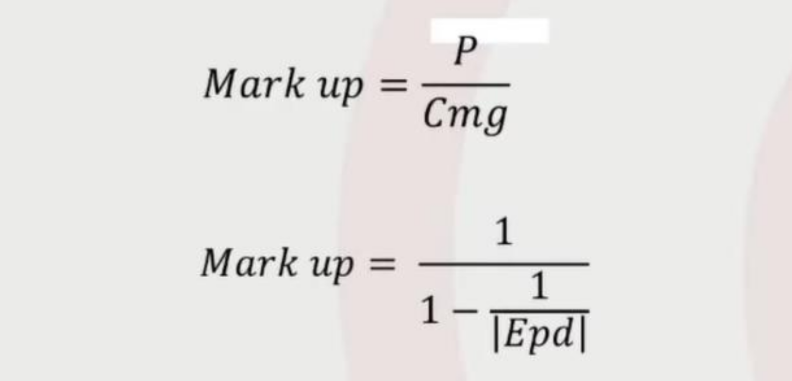 Mark up = P / Cmg
Mark up = 1 / (1 − 1 / |Epd|)